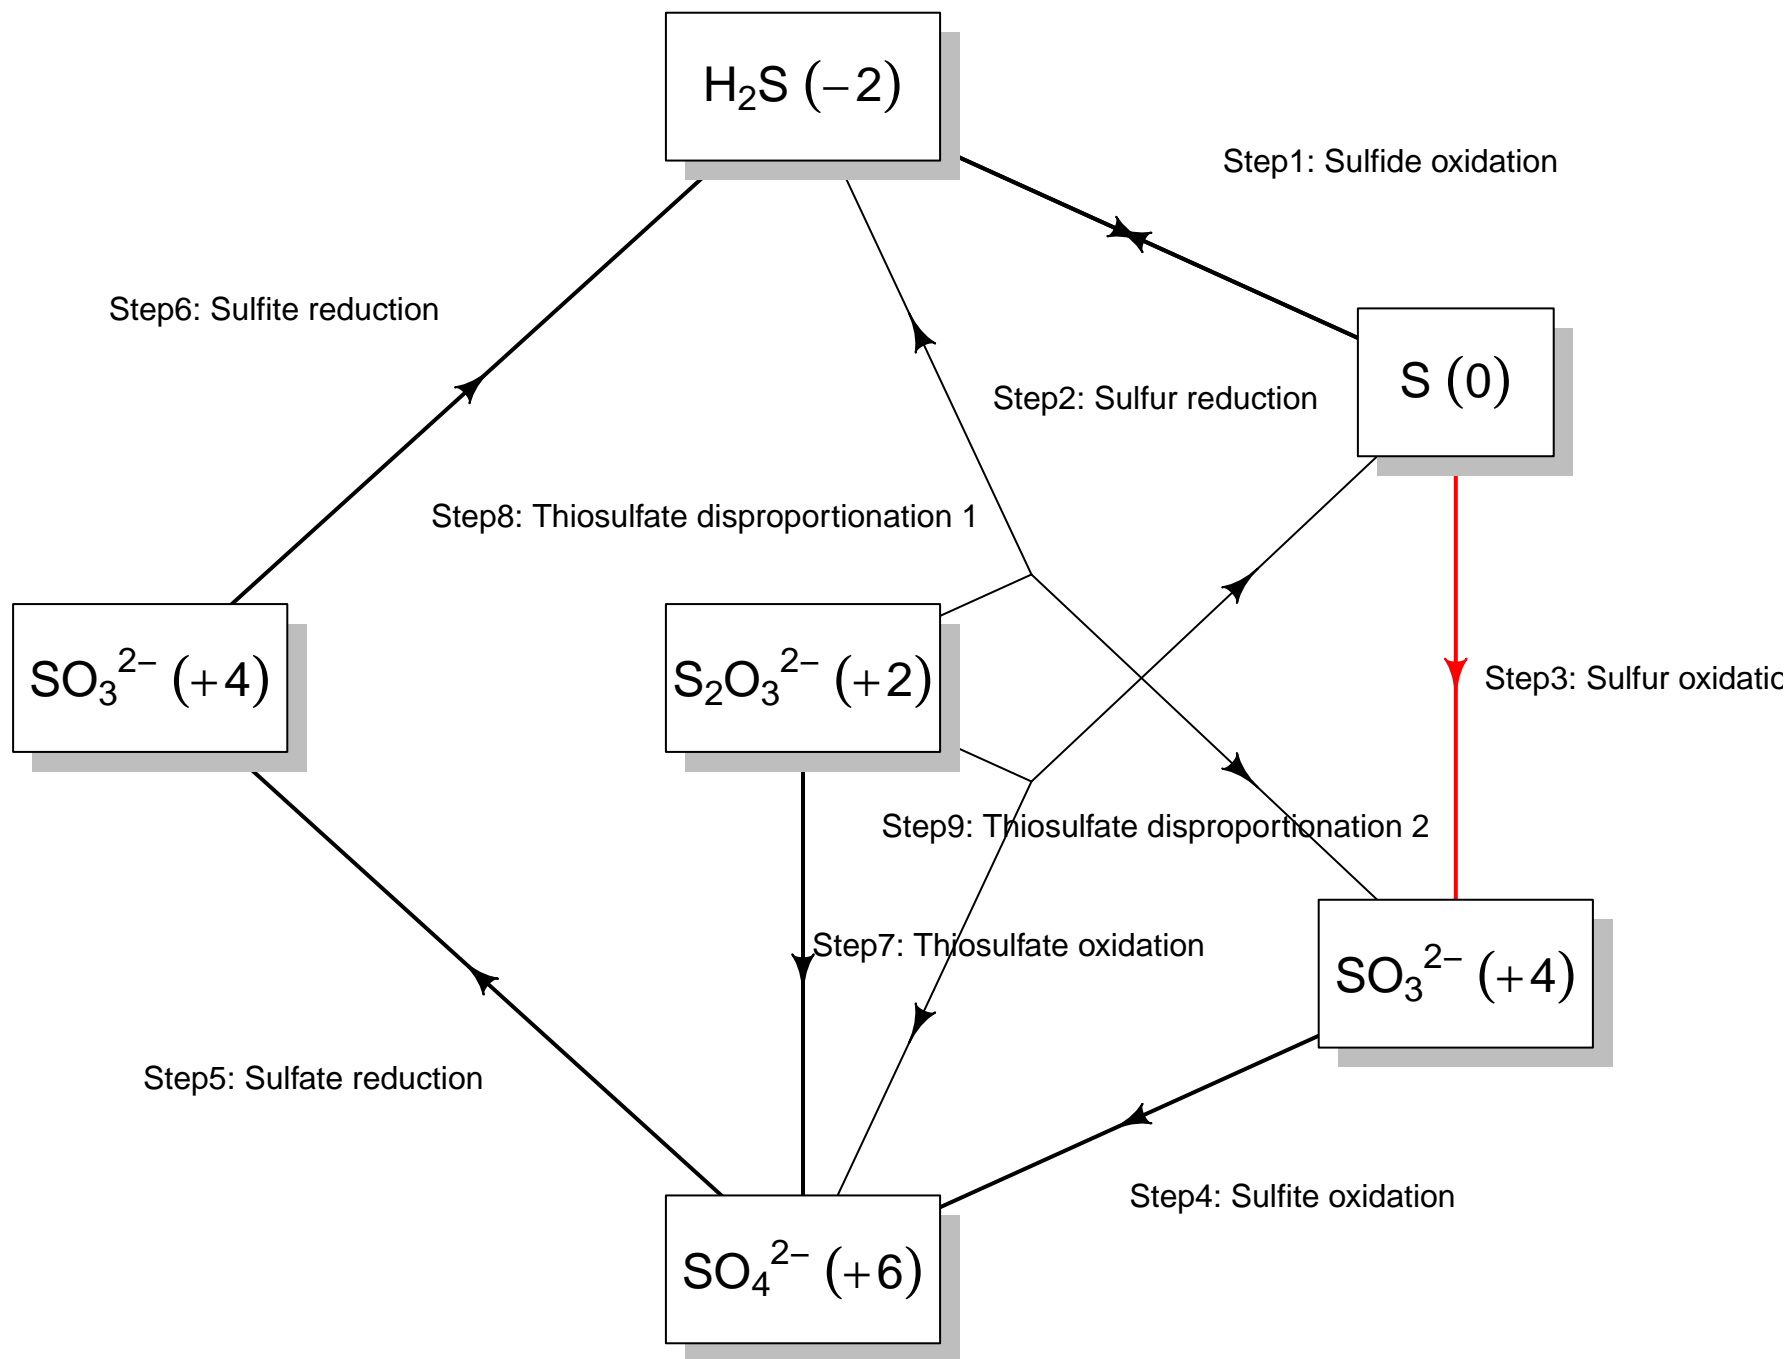 H₂S (−2)
Step1: Sulfide oxidation
Step6: Sulfite reduction
S (0)
Step2: Sulfur reduction
Step8: Thiosulfate disproportionation 1
SO₃²⁻ (+4)
S₂O₃²⁻ (+2)
Step3: Sulfur oxidatio
Step9: Thiosulfate disproportionation 2
Step7: Thiosulfate oxidation
SO₃²⁻ (+4)
Step5: Sulfate reduction
Step4: Sulfite oxidation
SO₄²⁻ (+6)